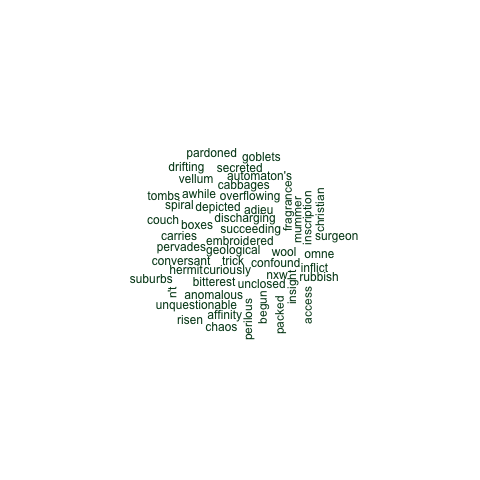 pardoned
goblets
drifting
secreted
automaton's
vellum
cabbages
tombs
awhile
overflowing
fragrance
mummer
inscription
christian
spiral
depicted
adieu
couch
boxes
discharging
succeeding
carries
surgeon
embroidered
pervades
geological
wool
omne
conversant
trick
confound
inflict
hermit
curiously
nxw
rubbish
suburbs
bitterest
unclosed
insight
n't
anomalous
unquestionable
perilous
begun
packed
access
risen
affinity
chaos